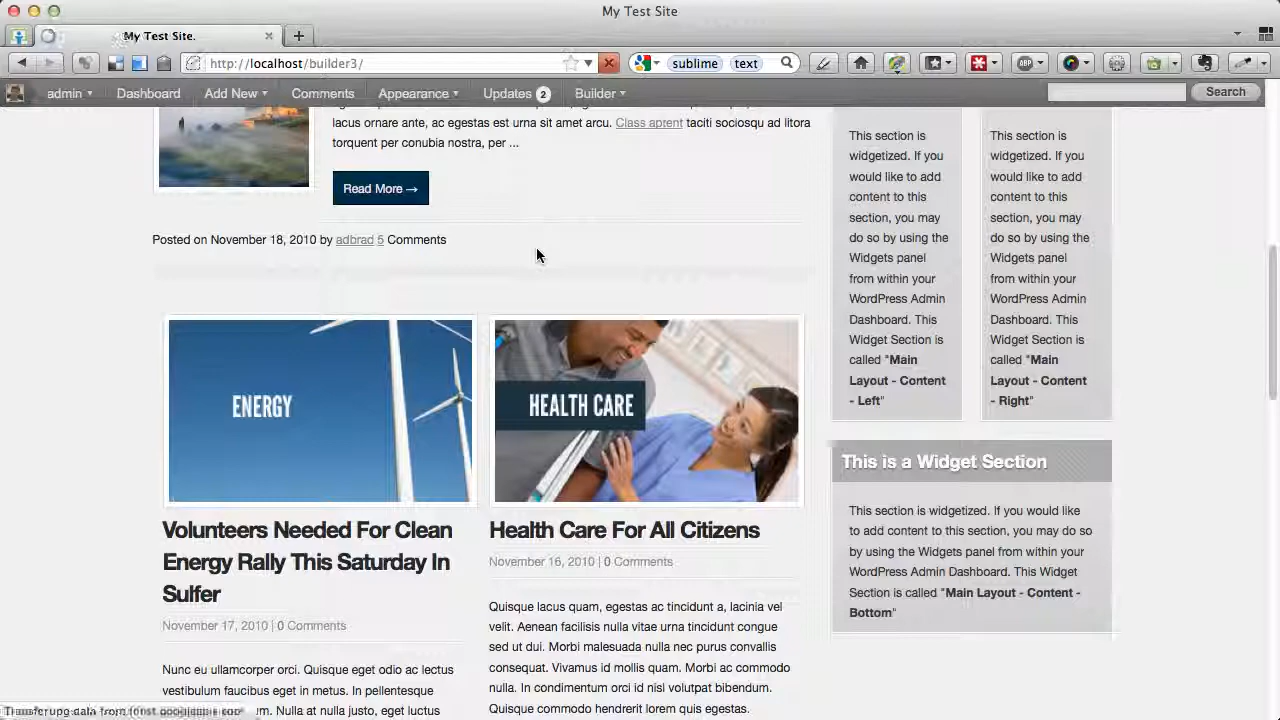 My Test Site
My Test Site.
http://localhost/builder3/
sublime text
admin Dashboard Add New Comments Appearance Updates 2 Builder Search
lacus ornare ante, ac egestas est urna sit amet arcu. Class aptent taciti sociosqu ad litora
torquent per conubia nostra, per ...
Read More →
Posted on November 18, 2010 by adbrad 5 Comments
ENERGY
Volunteers Needed For Clean
Energy Rally This Saturday In
Sulfer
November 17, 2010 | 0 Comments
Nunc eu ullamcorper orci. Quisque eget odio ac lectus
vestibulum faucibus eget in metus. In pellentesque
m. Nulla at nulla justo, eget luctus
HEALTH CARE
Health Care For All Citizens
November 16, 2010 | 0 Comments
Quisque lacus quam, egestas ac tincidunt a, lacinia vel
velit. Aenean facilisis nulla vitae urna tincidunt congue
sed ut dui. Morbi malesuada nulla nec purus convallis
consequat. Vivamus id mollis quam. Morbi ac commodo
nulla. In condimentum orci id nisi volutpat bibendum.
Quisque commodo hendrerit lorem quis egestas.
This section is
widgetized. If you
would like to add
content to this
section, you may
do so by using the
Widgets panel
from within your
WordPress Admin
Dashboard. This
Widget Section is
called "Main
Layout - Content
- Left"
This section is
widgetized. If you
would like to add
content to this
section, you may
do so by using the
Widgets panel
from within your
WordPress Admin
Dashboard. This
Widget Section is
called "Main
Layout - Content
- Right"
This is a Widget Section
This section is widgetized. If you would like
to add content to this section, you may do so
by using the Widgets panel from within your
WordPress Admin Dashboard. This Widget
Section is called "Main Layout - Content -
Bottom"